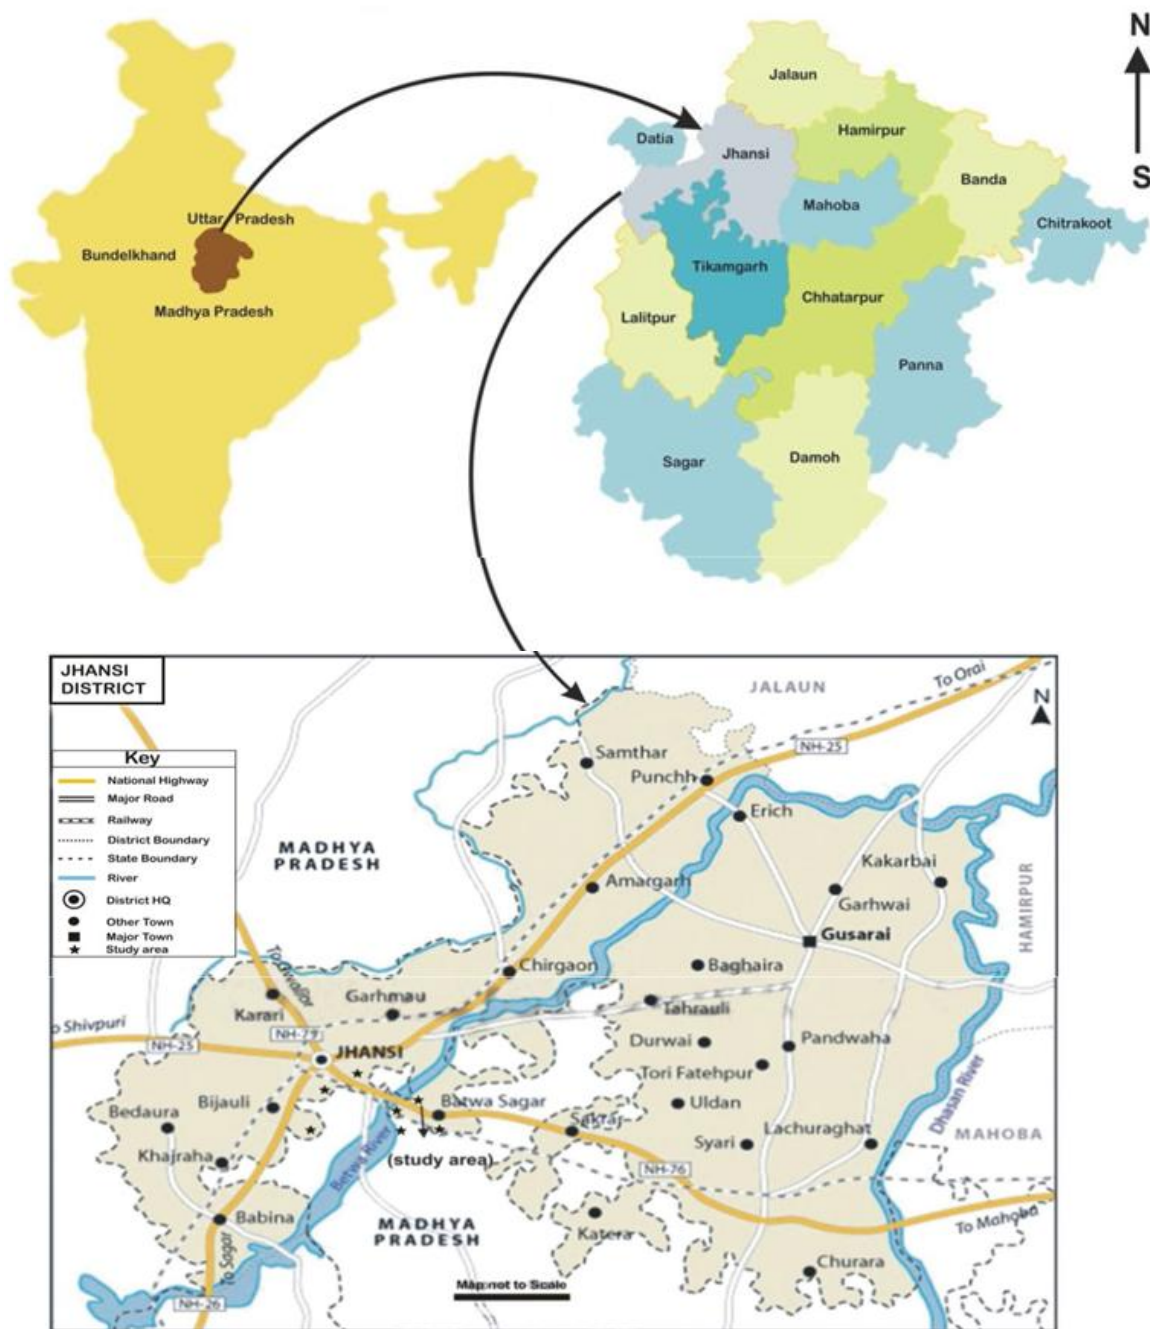 N
S
Uttar Pradesh
Bundelkhand
Madhya Pradesh
Jalaun
Hamirpur
Datia
Jhansi
Banda
Mahoba
Chitrakoot
Tikamgarh
Chhatarpur
Lalitpur
Panna
Sagar
Damoh
JHANSI
DISTRICT
JALAUN
To Orai
N
Key
National Highway
Major Road
Railway
District Boundary
State Boundary
River
District HQ
Other Town
Major Town
Study area
NH-25
Samthar
Punchh
Erich
MADHYA
PRADESH
Kakarbai
Amargarh
Garhwai
HAMIRPUR
Gusarai
Chirgaon
Baghaira
To Gwalior
Karari
Garhmau
Tahrauli
o Shivpuri
NH-25
NH-75
JHANSI
Durwai
Pandwaha
Tori Fatehpur
Bijauli
Bedaura
Batwa Sagar
Uldan
Dhasan River
Sakrar
Syari
Lachuraghat
MAHOBA
Khajraha
Betwa River
(study area)
NH-76
Babina
MADHYA
PRADESH
Katera
To Mahoba
To Sagar
Churara
Map not to Scale
NH-26